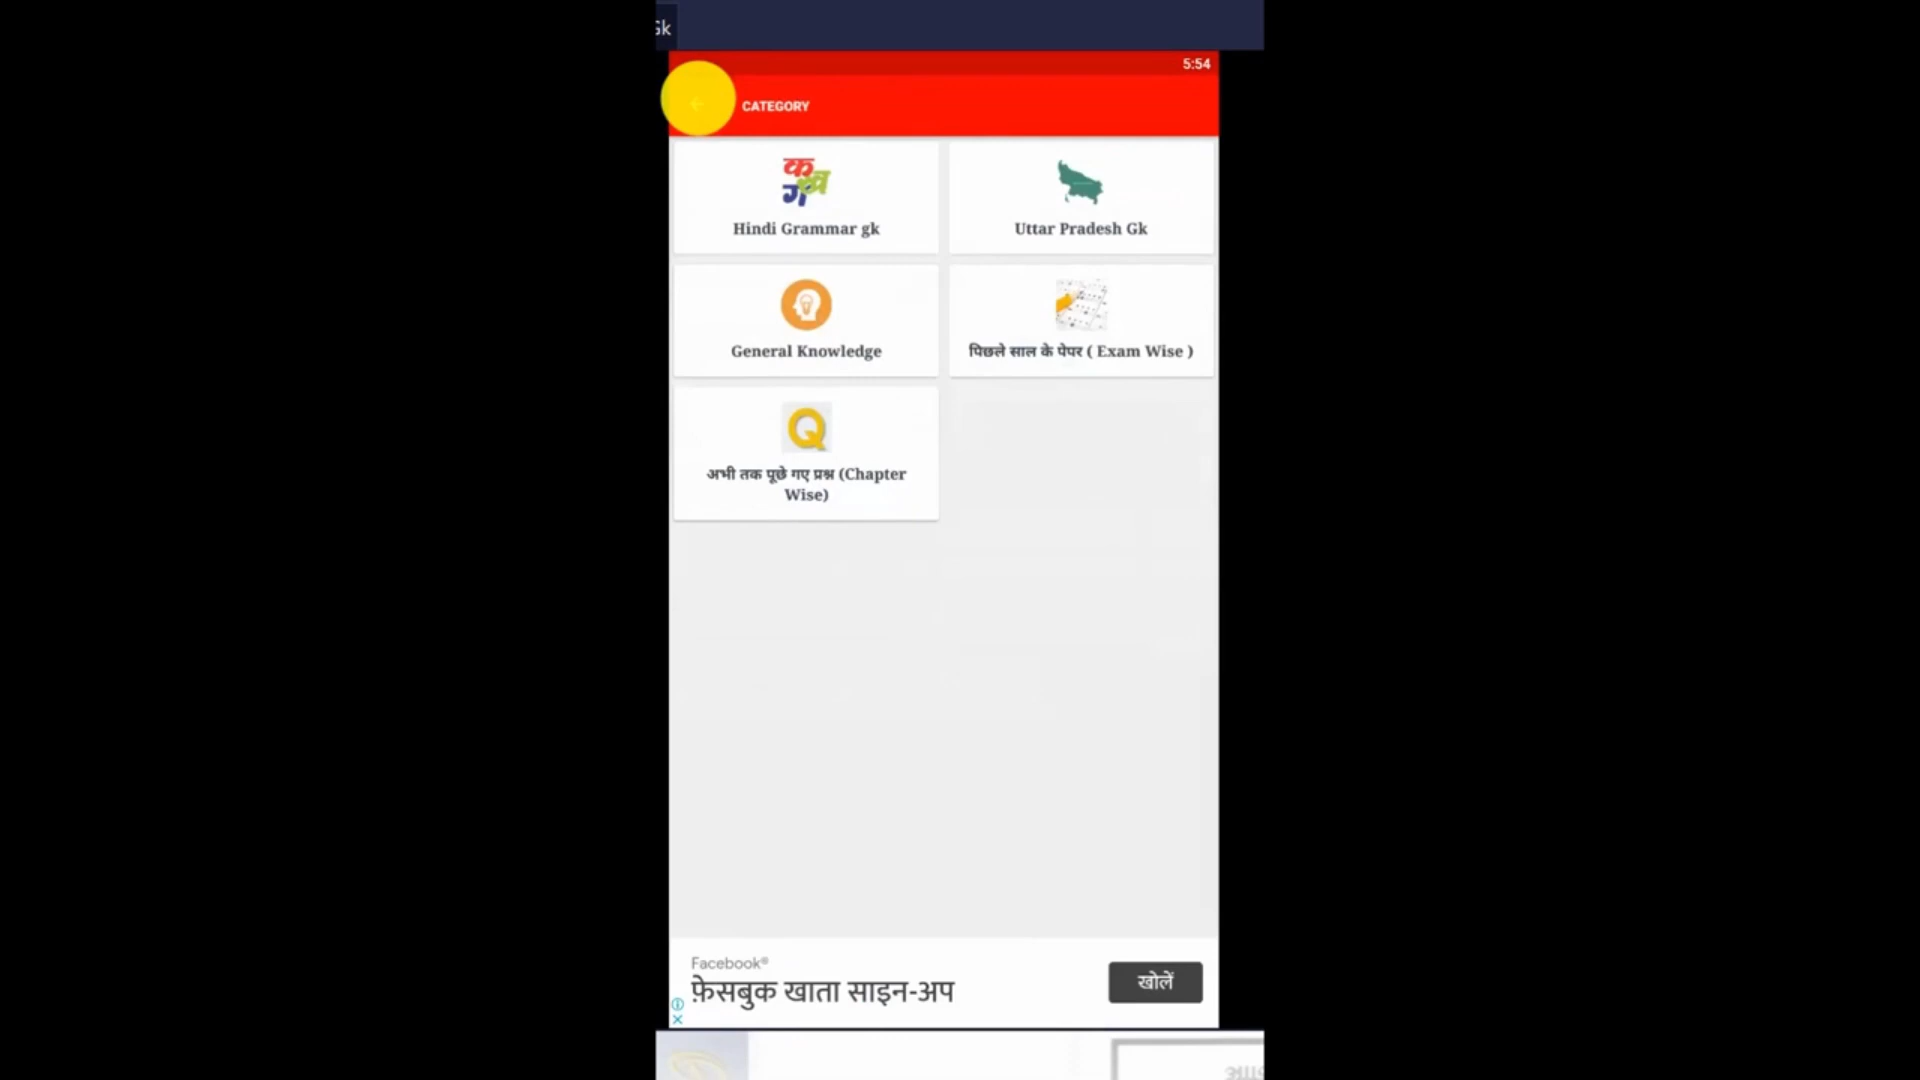 Gk
5:54
CATEGORY
क
ख
ग
Hindi Grammar gk
Uttar Pradesh Gk
General Knowledge
पिछले साल के पेपर ( Exam Wise )
Q
अभी तक पूछे गए प्रश्न (Chapter
Wise)
Facebook®
फ़ेसबुक खाता साइन-अप
खोलें